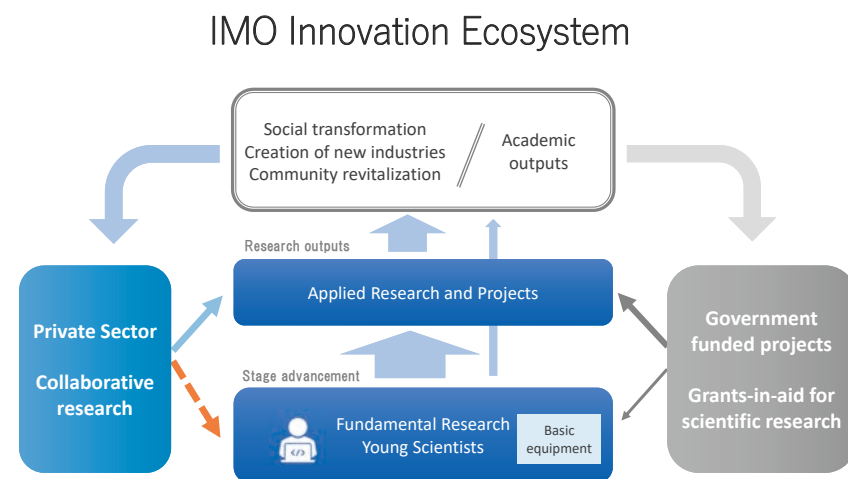 IMO Innovation Ecosystem
Social transformation
Creation of new industries
Community revitalization
Academic
outputs
Research outputs
Applied Research and Projects
Private Sector
Collaborative
research
Government
funded projects
Grants-in-aid for
scientific research
Stage advancement
Fundamental Research
Young Scientists
Basic
equipment